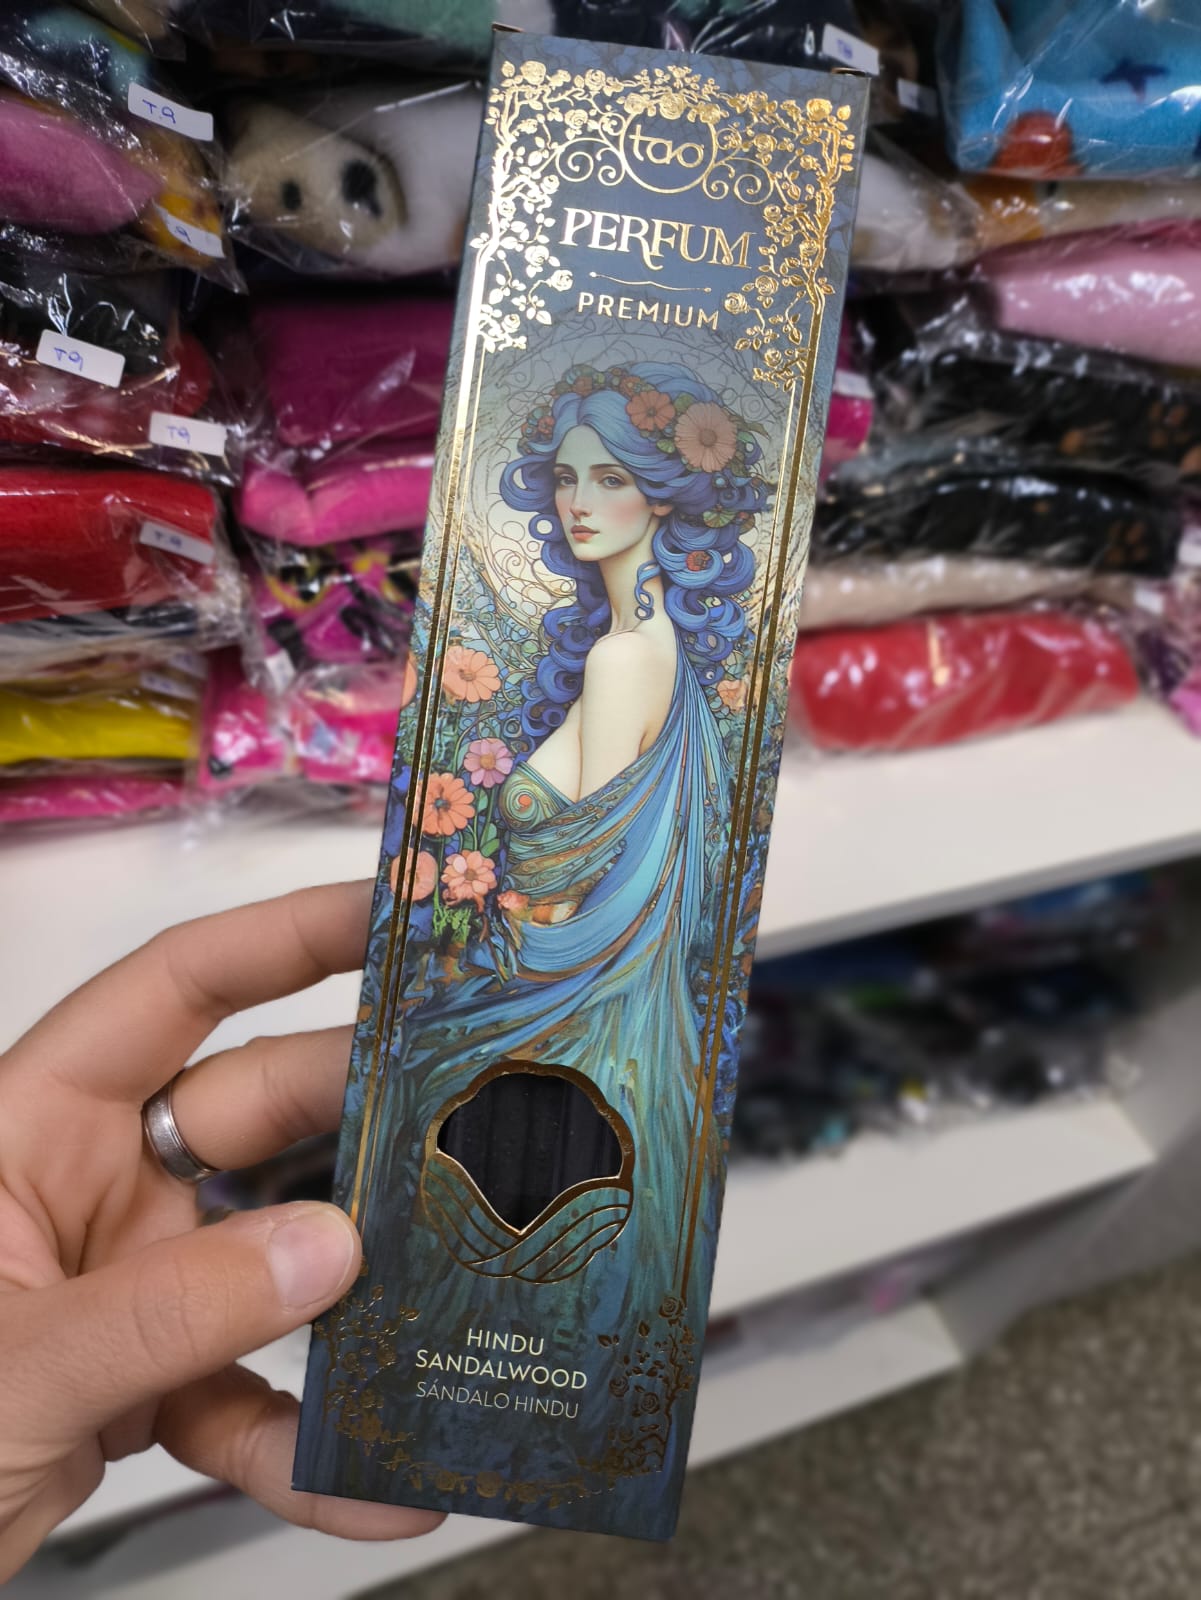 tao
PERFUM
PREMIUM
HINDU
SANDALWOOD
SÁNDALO HINDU